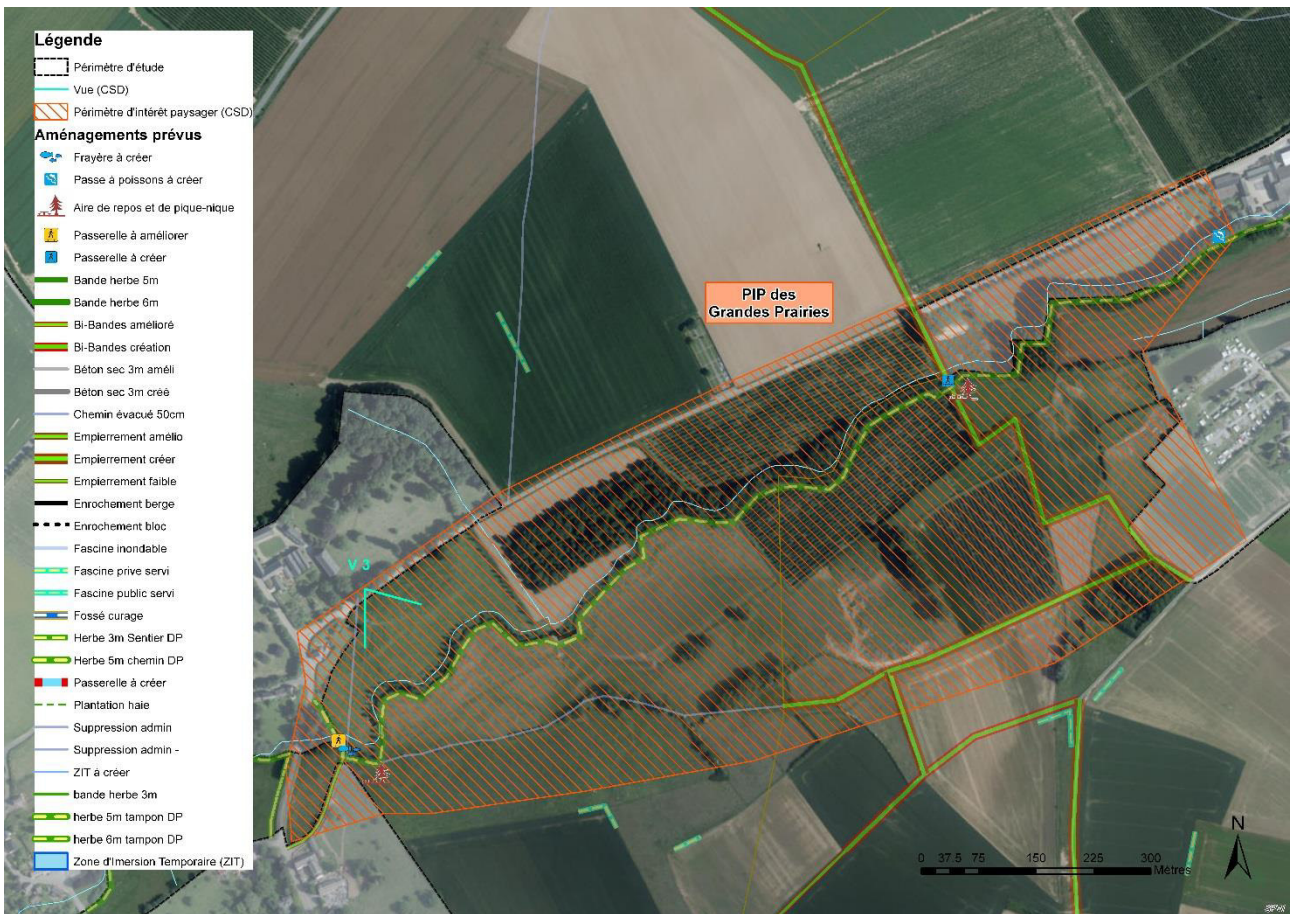 Légende
Périmètre d'étude
Vue (CSD)
Périmètre d'intérêt paysager (CSD)
Aménagements prévus
Frayère à créer
Passe à poissons à créer
Aire de repos et de pique-nique
Passerelle à améliorer
Passerelle à créer
Bande herbe 5m
Bande herbe 6m
Bi-Bandes amélioré
Bi-Bandes création
Béton sec 3m améli
Béton sec 3m créé
Chemin évacué 50cm
Empierrement amélio
Empierrement créer
Empierrement faible
Enrochement berge
Enrochement bloc
Fascine inondable
Fascine prive servi
Fascine public servi
Fossé curage
Herbe 3m Sentier DP
Herbe 5m chemin DP
Passerelle à créer
Plantation haie
Suppression admin
Suppression admin -
ZIT à créer
bande herbe 3m
herbe 5m tampon DP
herbe 6m tampon DP
Zone d'Imersion Temporaire (ZIT)
PIP des
Grandes Prairies
V 3
N
0 37.5 75 150 225 300
Mètres